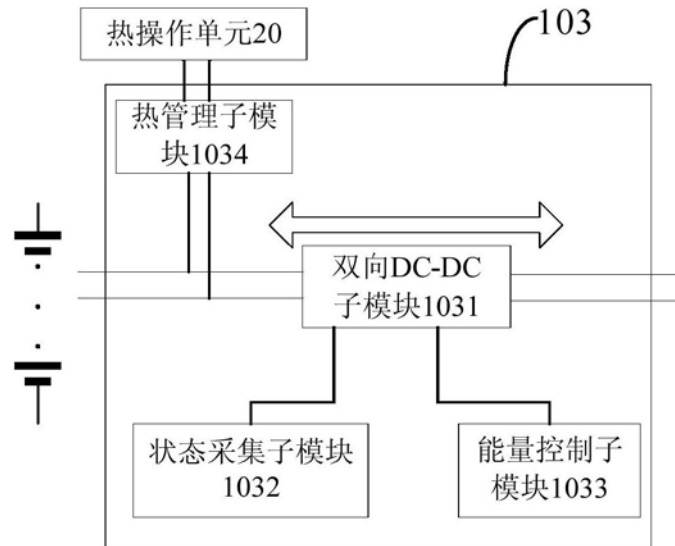 热操作单元20
103
热管理子模
块1034
双向DC-DC
子模块1031
状态采集子模块
1032
能量控制子
模块1033